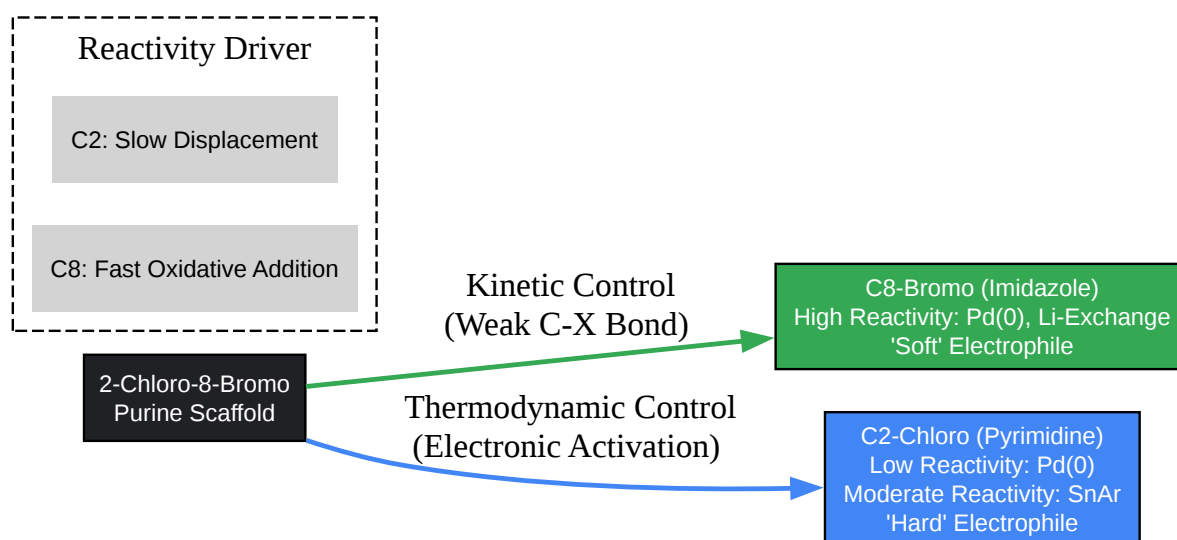 Reactivity Driver
C2: Slow Displacement
C8: Fast Oxidative Addition
2-Chloro-8-Bromo
Purine Scaffold
Kinetic Control
(Weak C-X Bond)
Thermodynamic Control
(Electronic Activation)
C8-Bromo (Imidazole)
High Reactivity: Pd(0), Li-Exchange
'Soft' Electrophile
C2-Chloro (Pyrimidine)
Low Reactivity: Pd(0)
Moderate Reactivity: SnAr
'Hard' Electrophile